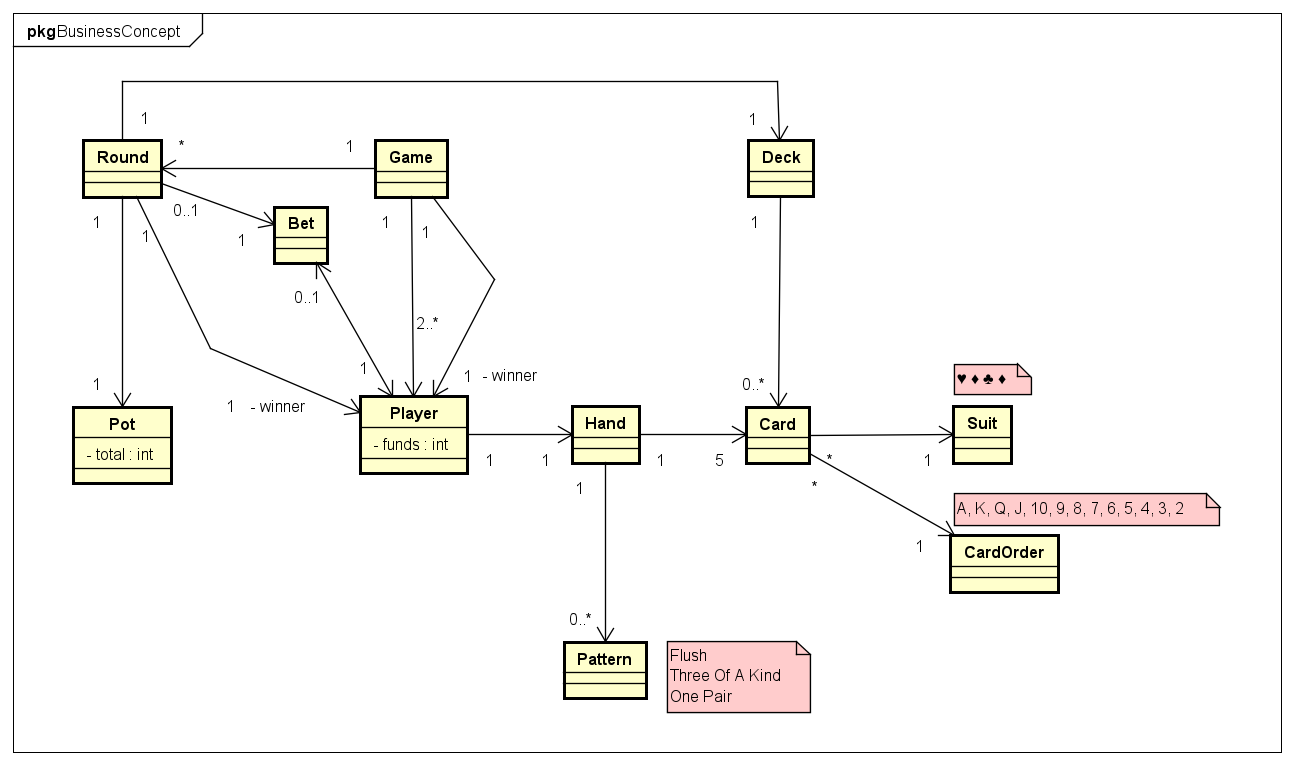 pkgBusinessConcept
1
1
Round
*
1
Game
Deck
0..1
1
1
1
1
1
1
Bet
1
0..1
2..*
1
1
1 - winner
1 - winner
0..*
♥ ♦ ♣ ♦
Pot
- total : int
Player
- funds : int
Hand
Card
Suit
1
1
1
5
*
1
1
*
A, K, Q, J, 10, 9, 8, 7, 6, 5, 4, 3, 2
1
CardOrder
0..*
Pattern
Flush
Three Of A Kind
One Pair